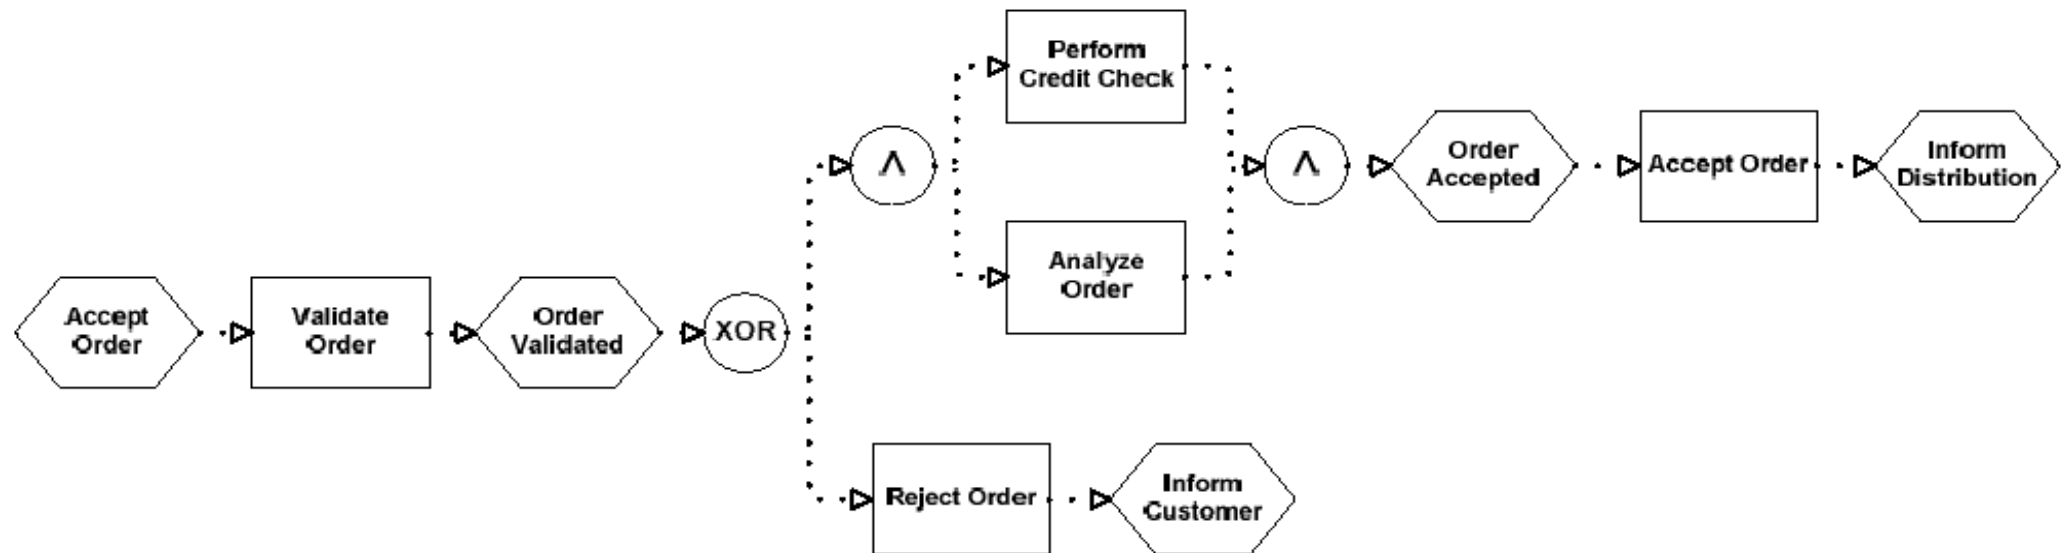 Perform
Credit Check
Λ
Λ
Order
Accepted
Accept Order
Inform
Distribution
Analyze
Order
Accept
Order
Validate
Order
Order
Validated
XOR
Reject Order
Inform
Customer